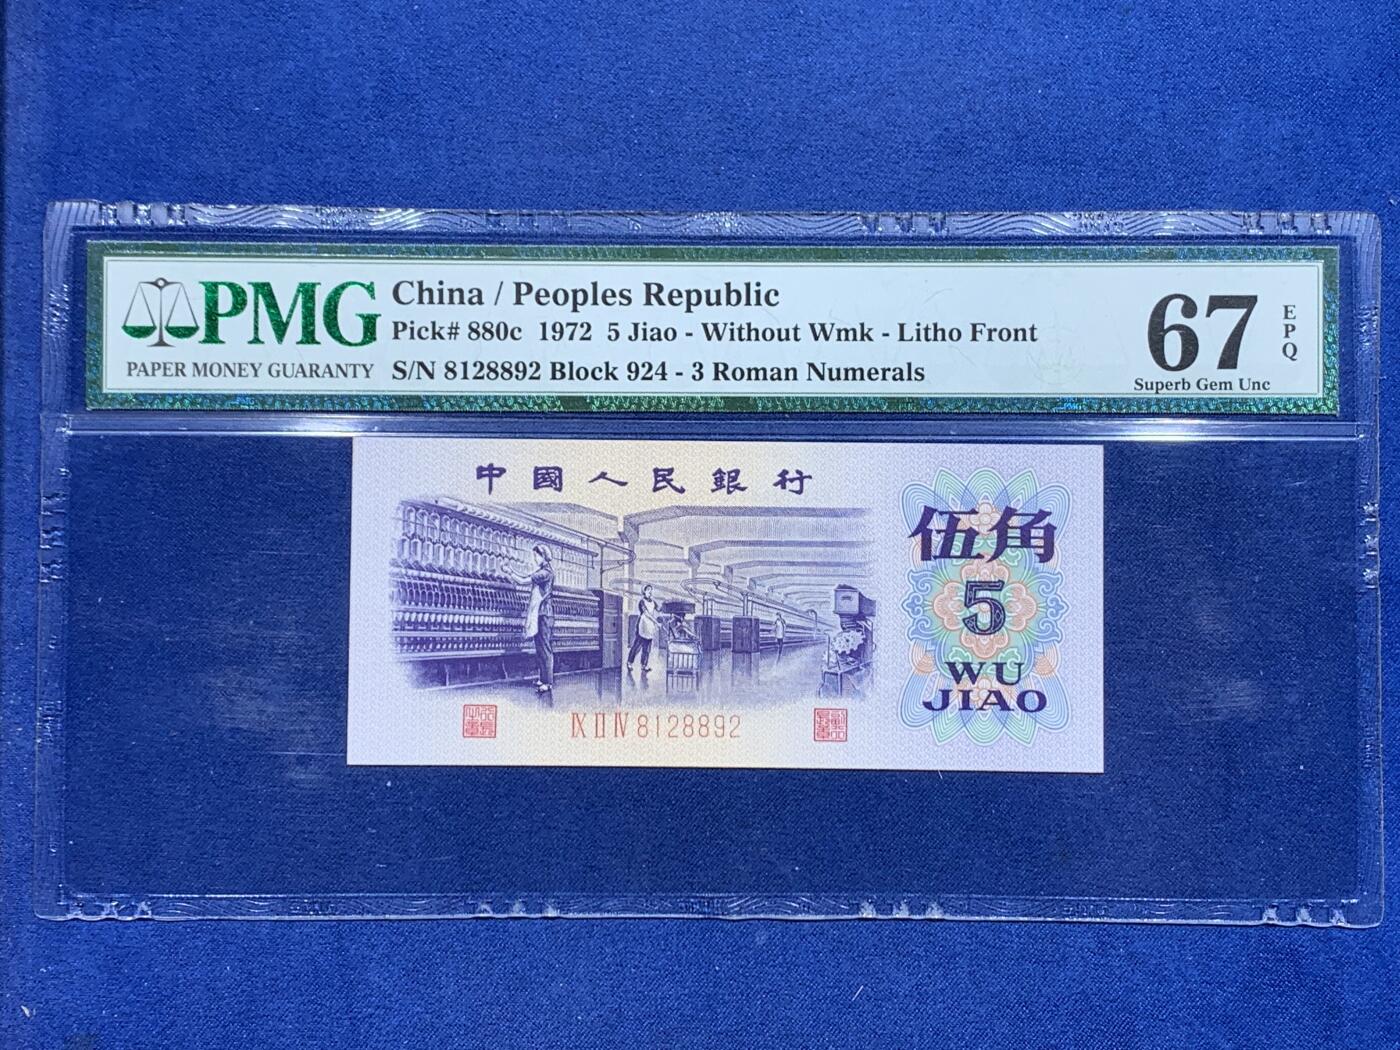 PMG
PAPER MONEY GUARANTY
China / Peoples Republic
Pick# 880c 1972 5 Jiao - Without Wmk - Litho Front
S/N 8128892 Block 924 - 3 Roman Numerals
67
EPQ
Superb Gem Unc
中國人民銀行
伍角
5
WU
JIAO
IX II IV 8128892